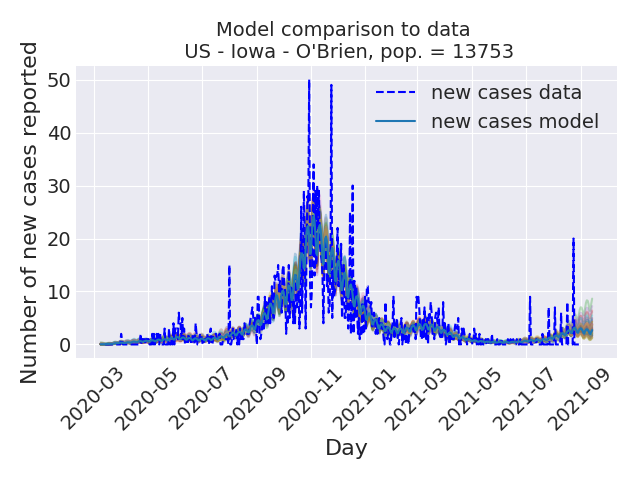 Model comparison to data
US - Iowa - O'Brien, pop. = 13753
Number of new cases reported
50
40
30
20
10
0
new cases data
new cases model
2020-03
2020-05
2020-07
2020-09
2020-11
2021-01
2021-03
2021-05
2021-07
2021-09
Day